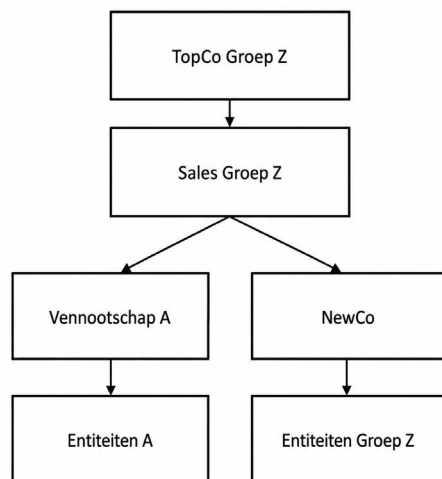 TopCo Groep Z
Sales Groep Z
Vennootschap A
NewCo
Entiteiten A
Entiteiten Groep Z